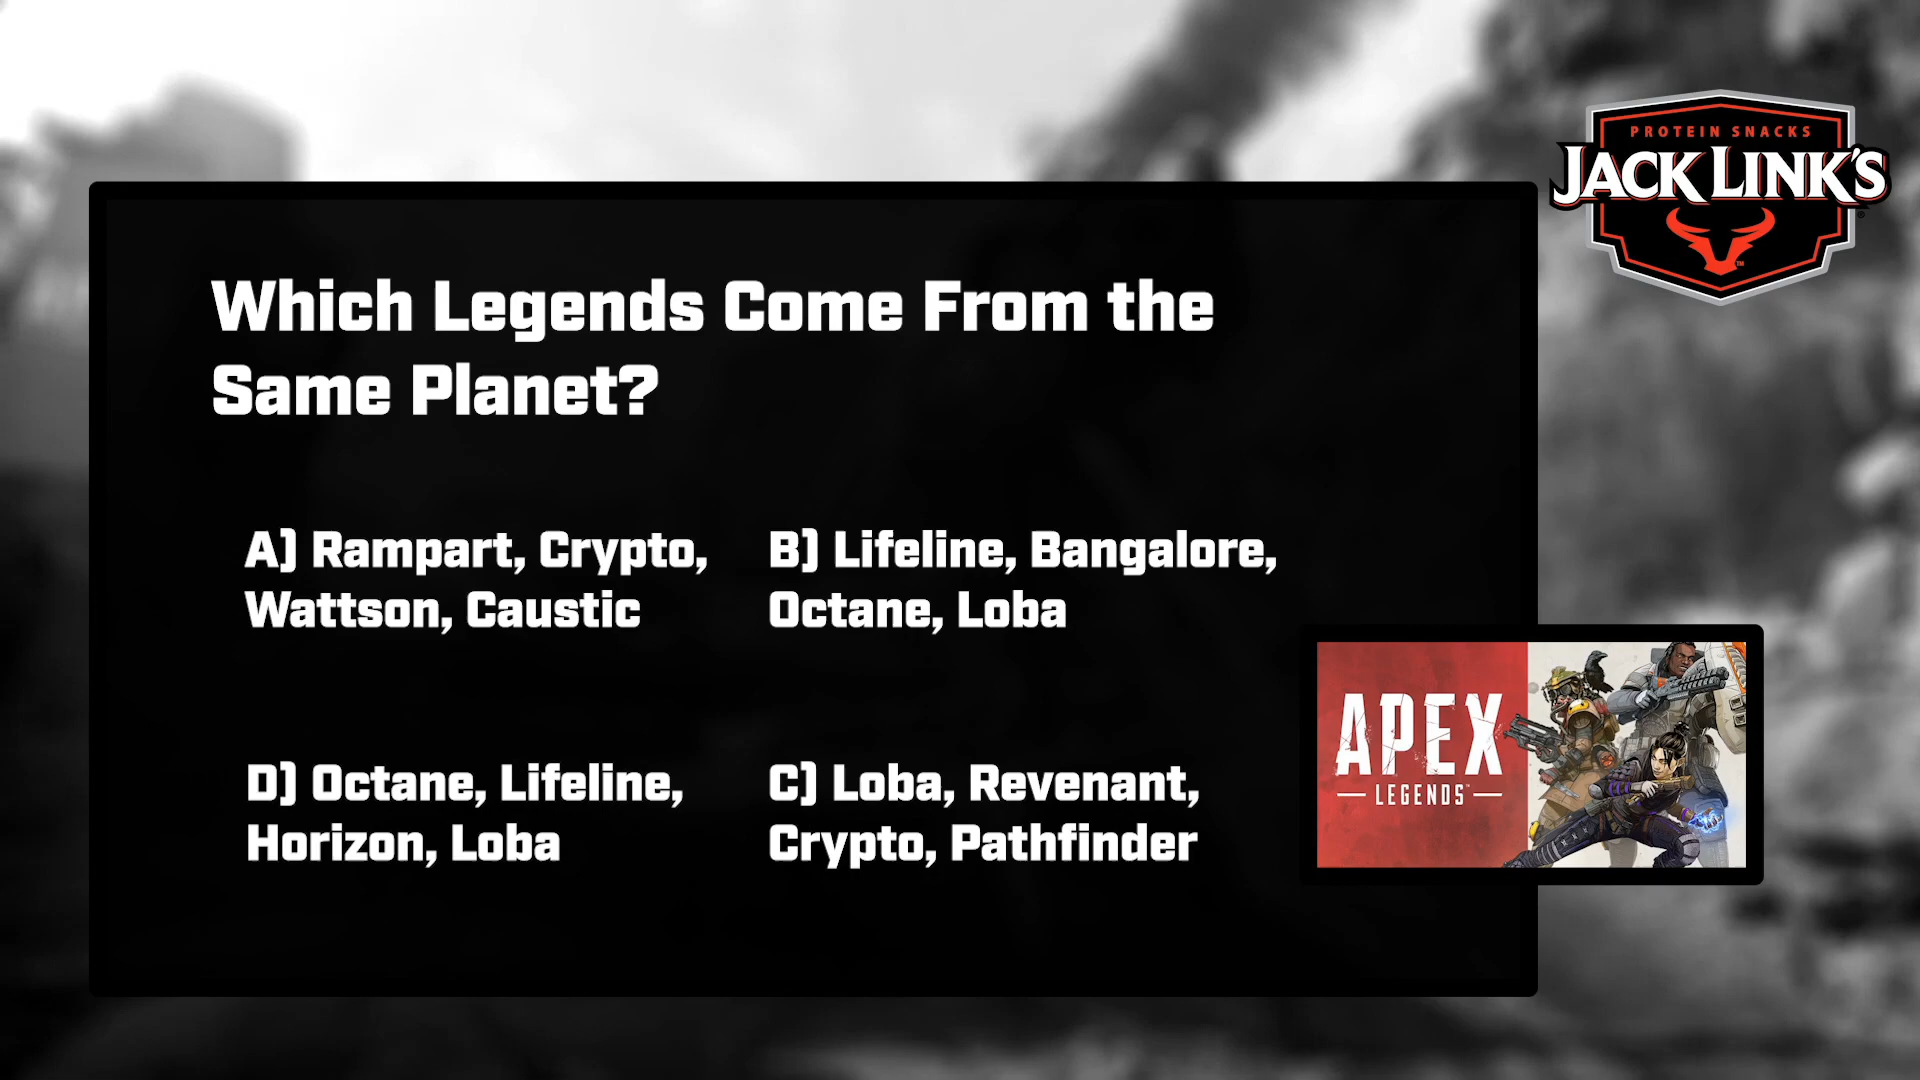 PROTEIN SNACKS
JACK LINK'S
Which Legends Come From the
Same Planet?
A) Rampart, Crypto,
Wattson, Caustic
B) Lifeline, Bangalore,
Octane, Loba
D) Octane, Lifeline,
Horizon, Loba
C) Loba, Revenant,
Crypto, Pathfinder
APEX
LEGENDS